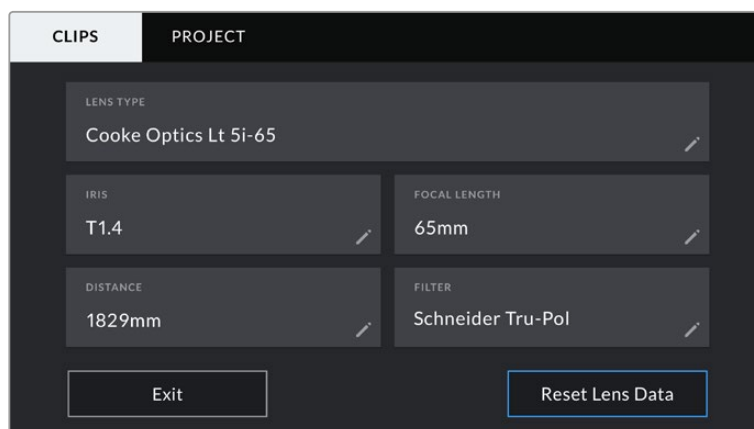 CLIPS
PROJECT
LENS TYPE
Cooke Optics Lt 5i-65
IRIS
T1.4
FOCAL LENGTH
65mm
DISTANCE
1829mm
FILTER
Schneider Tru-Pol
Exit
Reset Lens Data